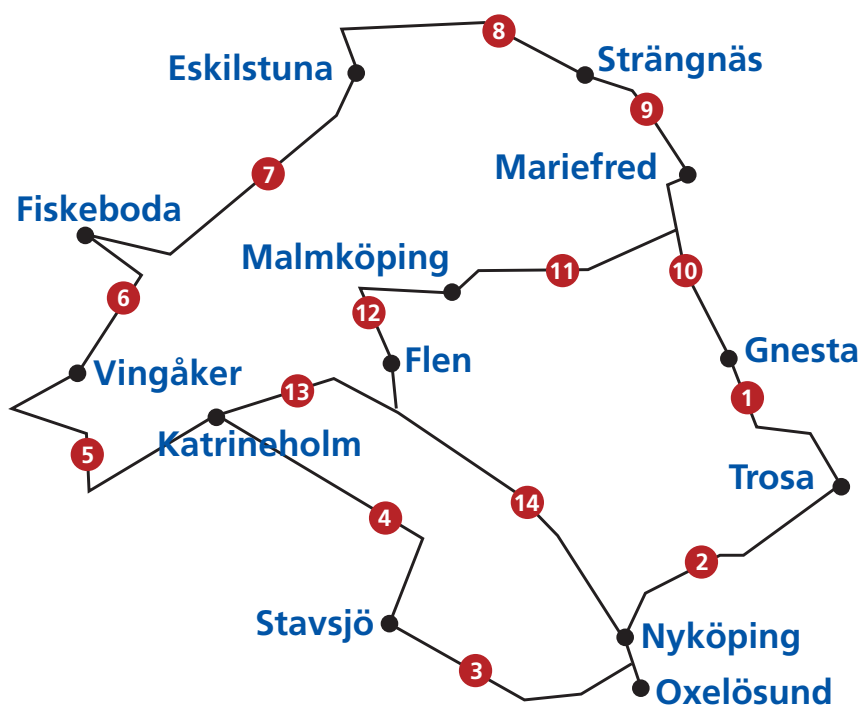 8
Strängnäs
Eskilstuna
9
Mariefred
7
Fiskeboda
Malmköping
11
10
6
12
Gnesta
Flen
Vingåker
13
1
Katrineholm
5
Trosa
14
4
2
Stavsjö
Nyköping
3
Oxelösund